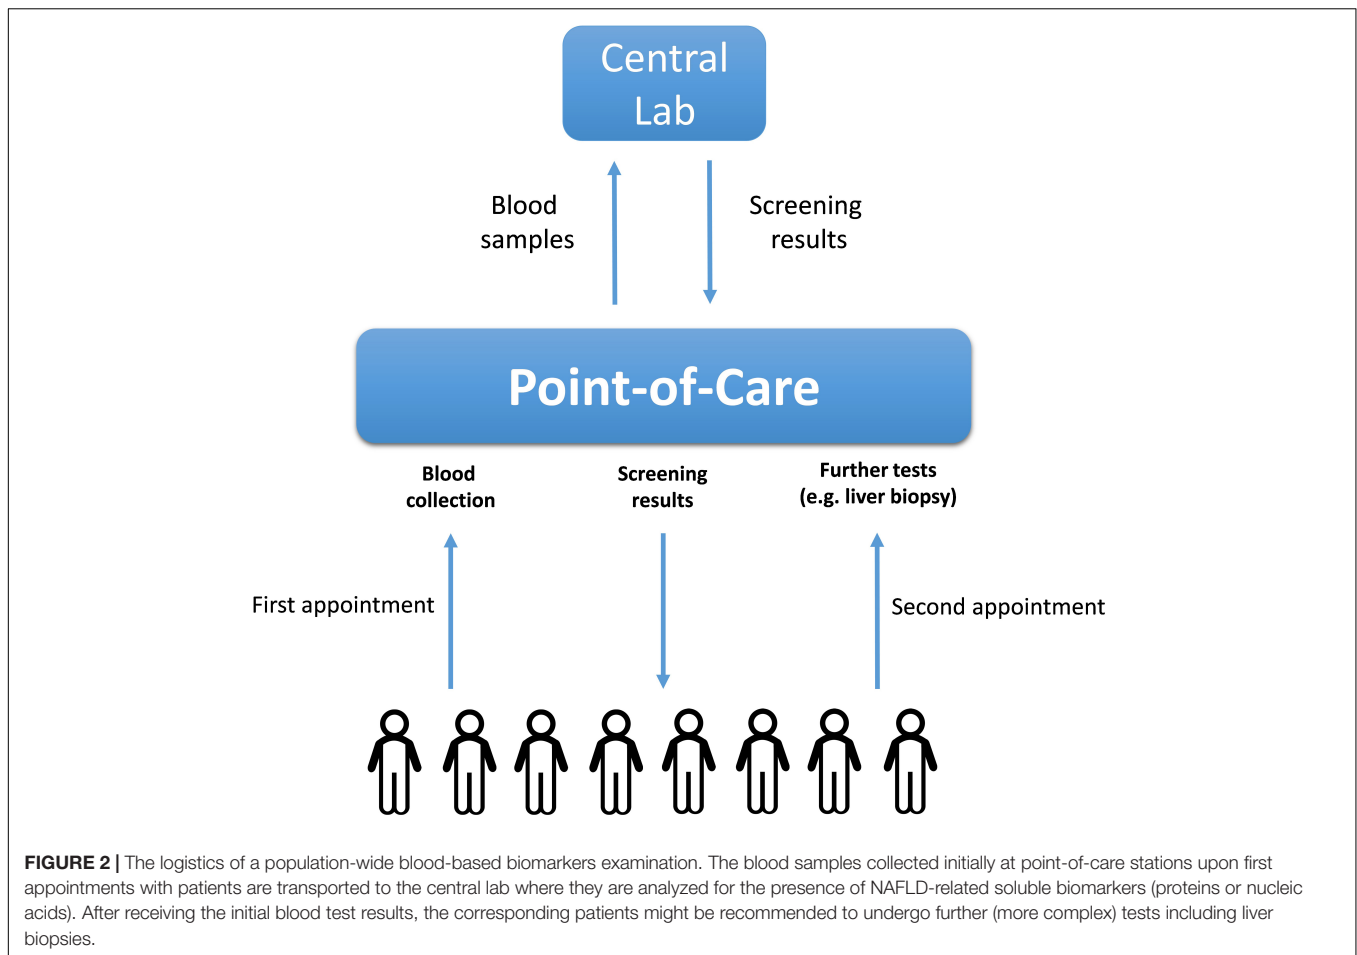 Central
Lab
Blood
samples
Screening
results
Point-of-Care
Blood
collection
Screening
results
Further tests
(e.g. liver biopsy)
First appointment
Second appointment
FIGURE 2 | The logistics of a population-wide blood-based biomarkers examination. The blood samples collected initially at point-of-care stations upon first
appointments with patients are transported to the central lab where they are analyzed for the presence of NAFLD-related soluble biomarkers (proteins or nucleic
acids). After receiving the initial blood test results, the corresponding patients might be recommended to undergo further (more complex) tests including liver
biopsies.